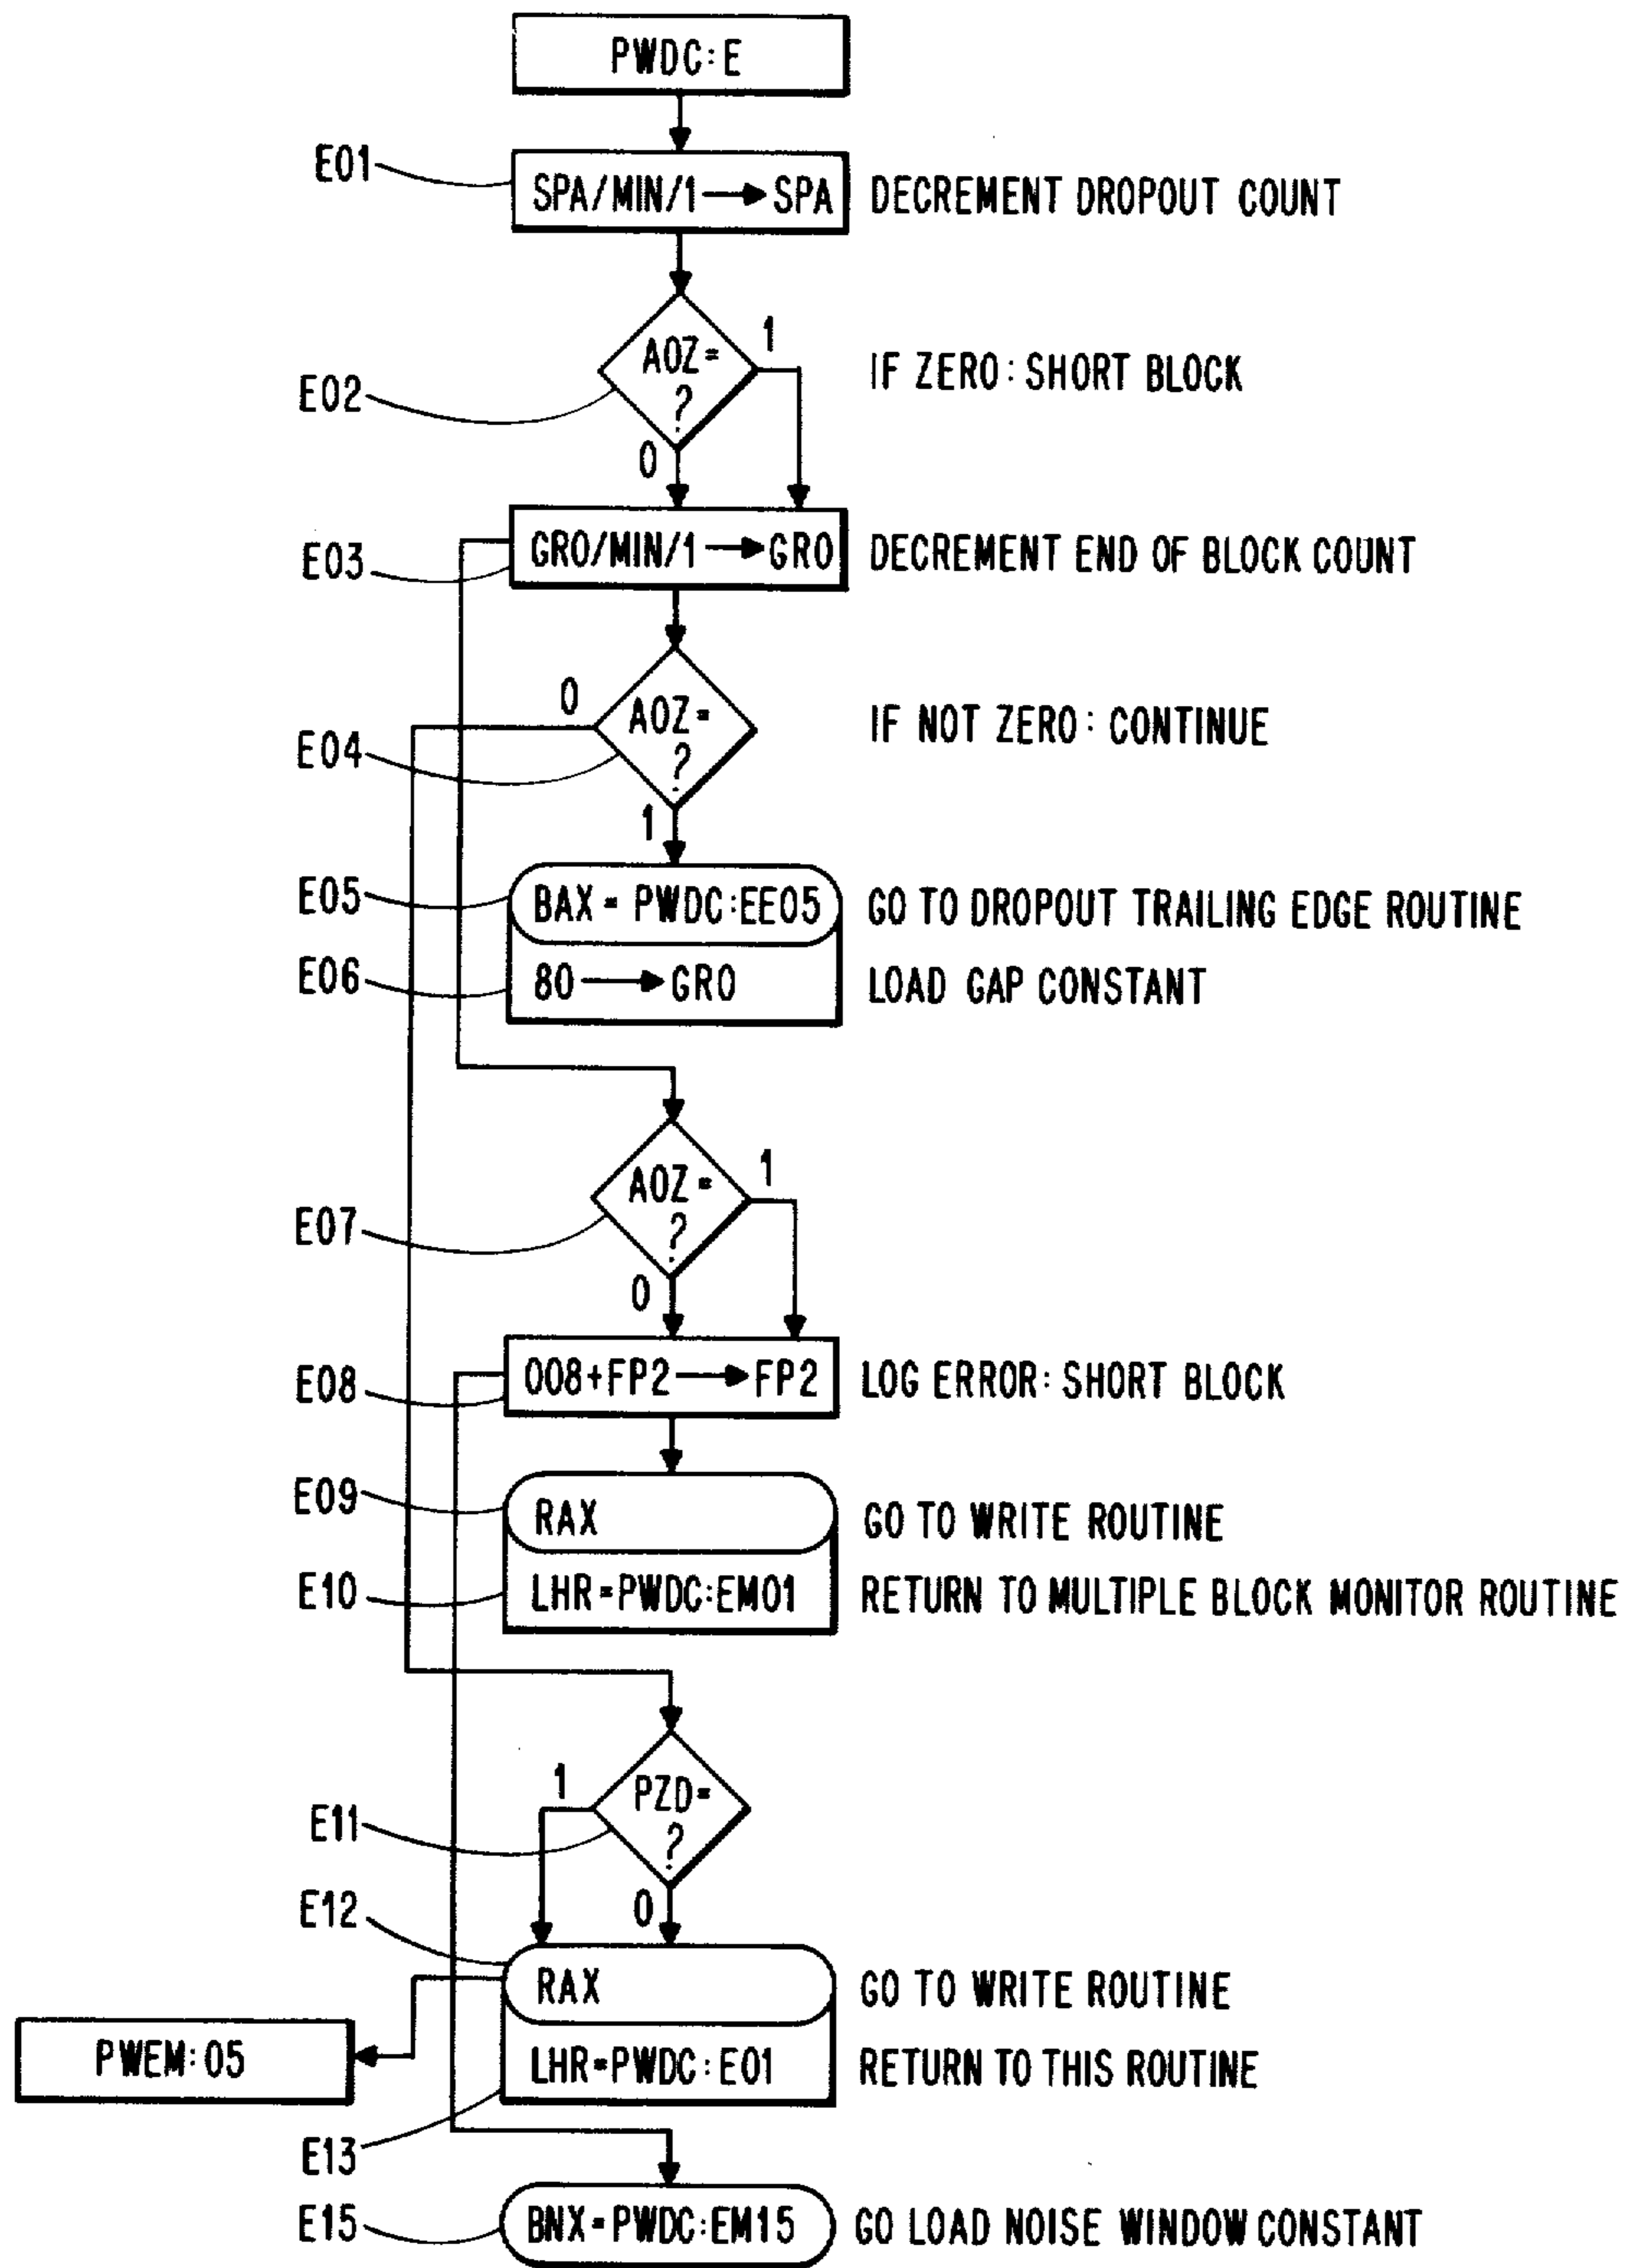 PWDC:E
E01
SPA/MIN/1→SPA DECREMENT DROPOUT COUNT
E02
AOZ=
?
1
0
IF ZERO: SHORT BLOCK
E03
GRO/MIN/1→GRO DECREMENT END OF BLOCK COUNT
E04
AOZ=
?
0
1
IF NOT ZERO: CONTINUE
E05
BAX=PWDC:EE05 GO TO DROPOUT TRAILING EDGE ROUTINE
E06
80→GRO LOAD GAP CONSTANT
E07
AOZ=
?
1
0
E08
008+FP2→FP2 LOG ERROR: SHORT BLOCK
E09
RAX GO TO WRITE ROUTINE
E10
LHR=PWDC:EM01 RETURN TO MULTIPLE BLOCK MONITOR ROUTINE
E11
PZD=
?
1
0
E12
RAX GO TO WRITE ROUTINE
PWEM:05
LHR=PWDC:E01 RETURN TO THIS ROUTINE
E13
E15
BNX=PWDC:EM15 GO LOAD NOISE WINDOW CONSTANT